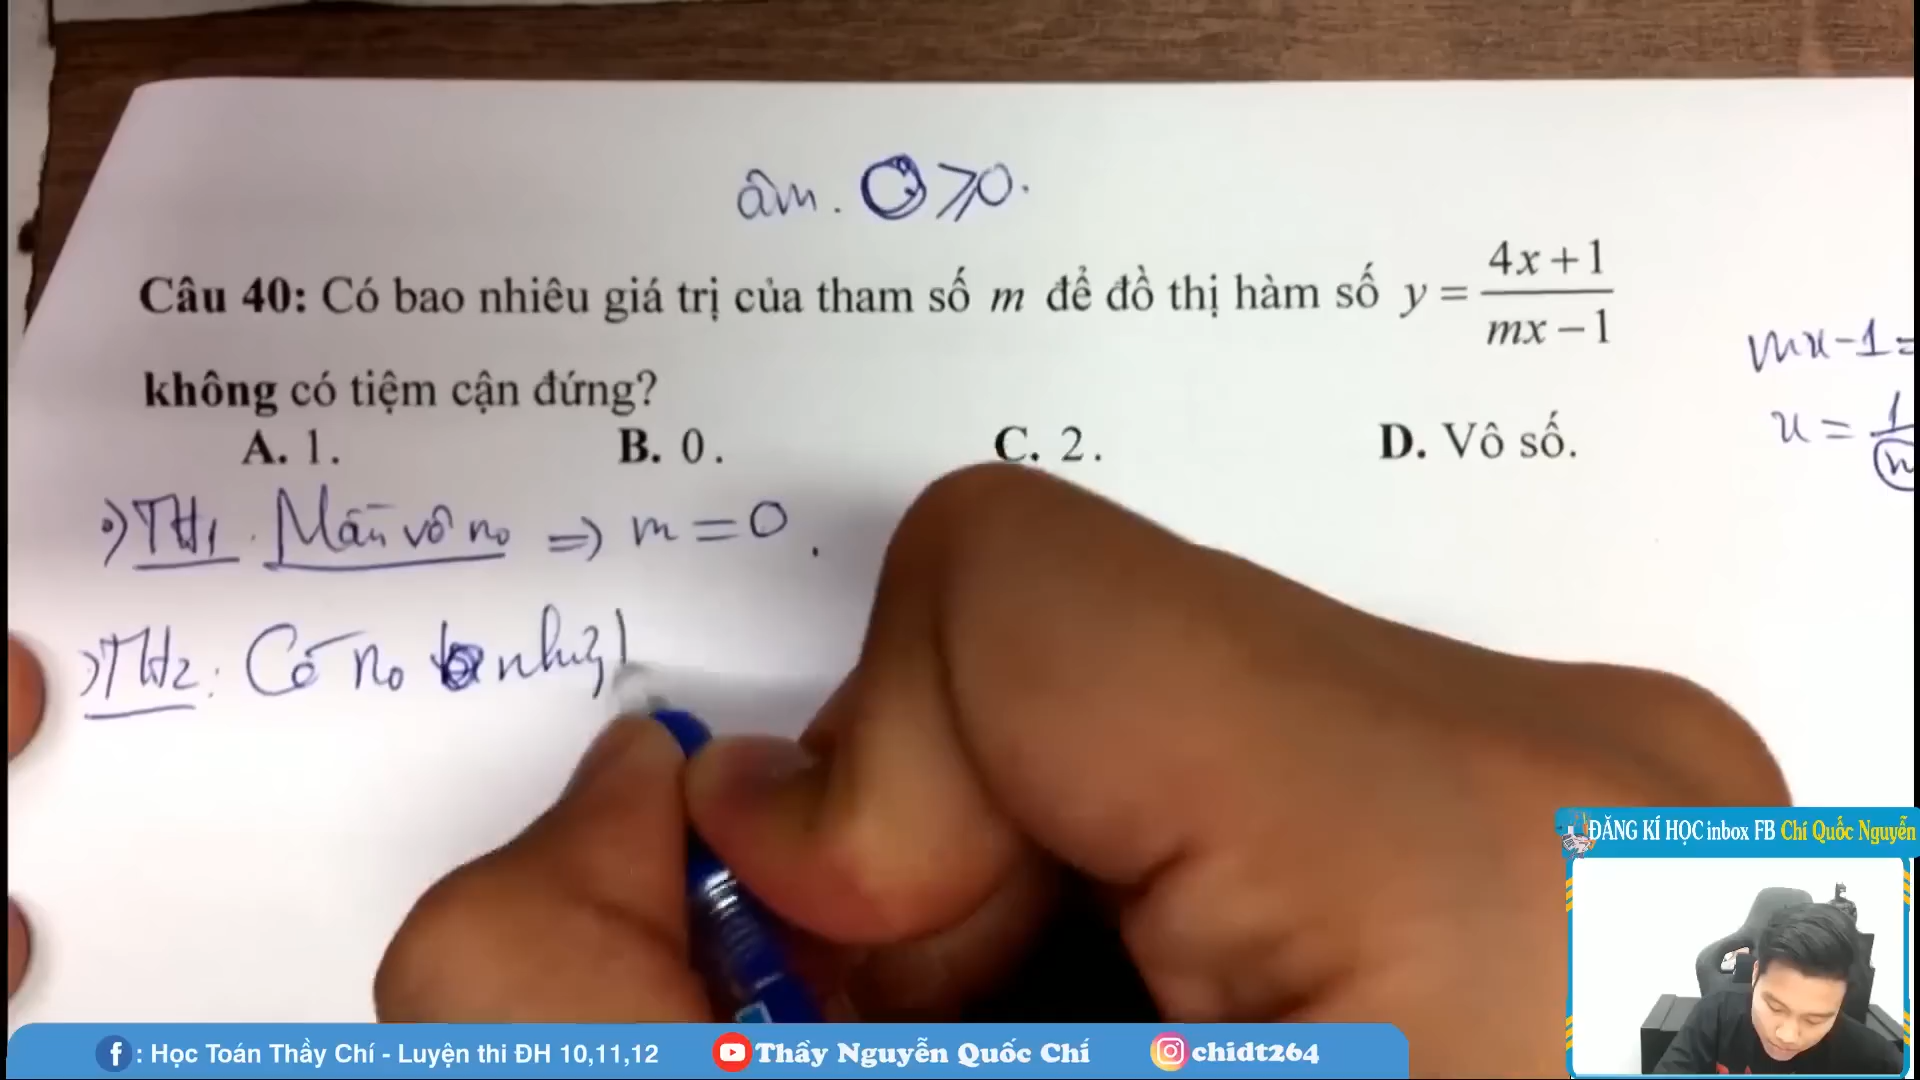 âm. ≥0.
Câu 40: Có bao nhiêu giá trị của tham số m để đồ thị hàm số y = \frac{4x+1}{mx-1}
không có tiệm cận đứng?
A. 1. B. 0. C. 2. D. Vô số.
mx-1=
x = 1
TH1. Mẫu vô no => m = 0.
TH2: Có no
ĐĂNG KÍ HỌC inbox FB Chí Quốc Nguyễn
f : Học Toán Thầy Chí - Luyện thi ĐH 10,11,12 Thầy Nguyễn Quốc Chí chidt264